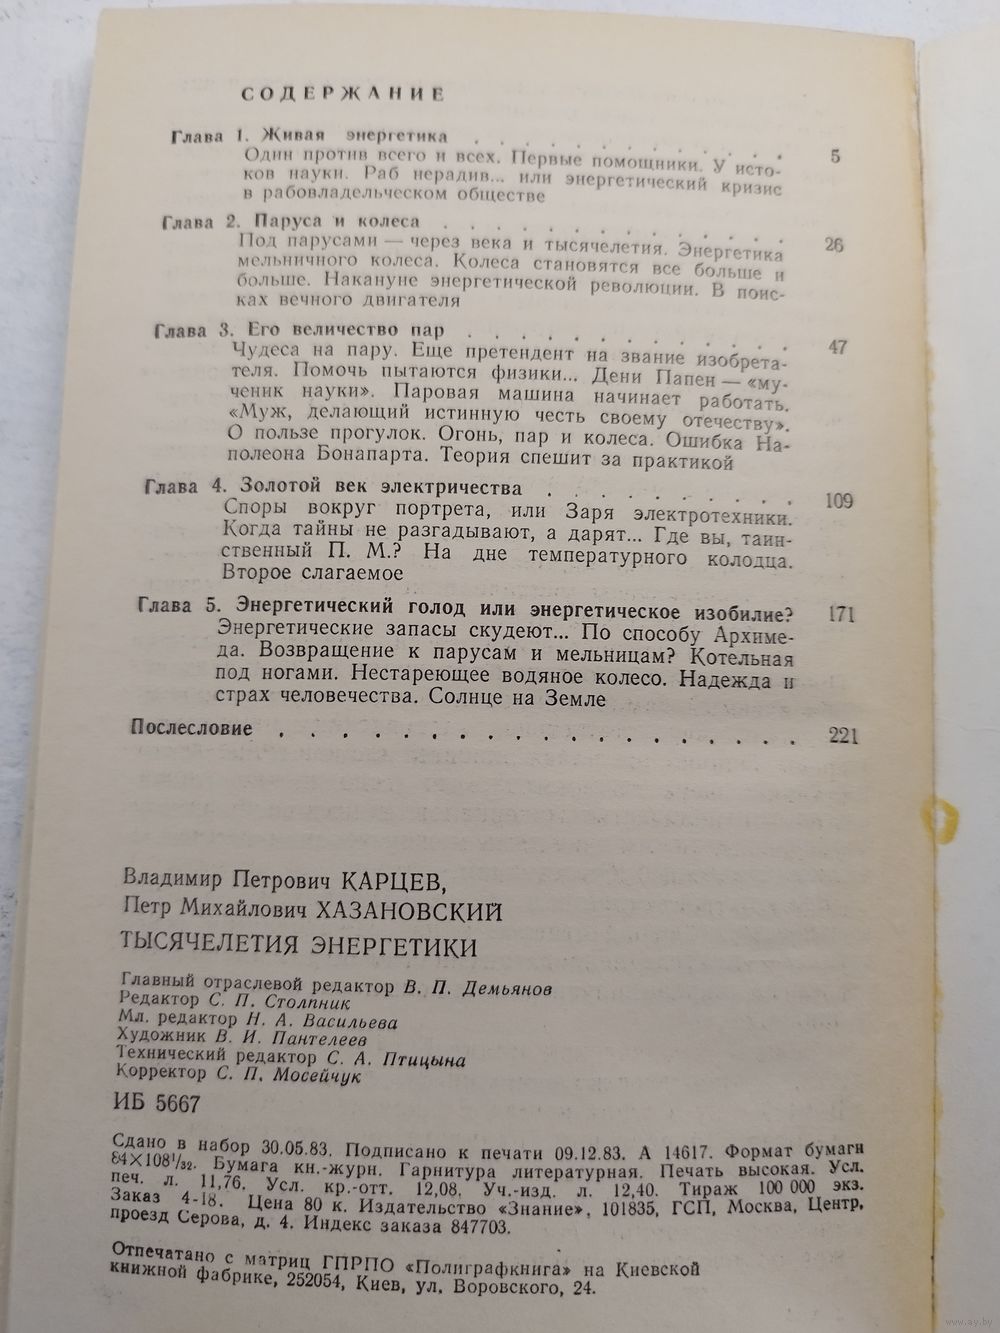 СОДЕРЖАНИЕ
Глава 1. Живая энергетика . . . . . . . . . . . 5
Один против всего и всех. Первые помощники. У исто-
ков науки. Раб нерадив... или энергетический кризис
в рабовладельческом обществе
Глава 2. Паруса и колеса . . . . . . . . . . . . 26
Под парусами — через века и тысячелетия. Энергетика
мельничного колеса. Колеса становятся все больше и
больше. Накануне энергетической революции. В поис-
ках вечного двигателя
Глава 3. Его величество пар . . . . . . . . . . . 47
Чудеса на пару. Еще претендент на звание изобрета-
теля. Помочь пытаются физики... Дени Папен — «му-
ченик науки». Паровая машина начинает работать.
«Муж, делающий истинную честь своему отечеству».
О пользе прогулок. Огонь, пар и колеса. Ошибка На-
полеона Бонапарта. Теория спешит за практикой
Глава 4. Золотой век электричества . . . . . . . . 109
Споры вокруг портрета, или Заря электротехники.
Когда тайны не разгадывают, а дарят... Где вы, таин-
ственный П. М.? На дне температурного колодца.
Второе слагаемое
Глава 5. Энергетический голод или энергетическое изобилие? 171
Энергетические запасы скудеют... По способу Архиме-
да. Возвращение к парусам и мельницам? Котельная
под ногами. Нестареющее водяное колесо. Надежда и
страх человечества. Солнце на Земле
Послесловие . . . . . . . . . . . . . . . . . 221
Владимир Петрович КАРЦЕВ,
Петр Михайлович ХАЗАНОВСКИЙ
ТЫСЯЧЕЛЕТИЯ ЭНЕРГЕТИКИ
Главный отраслевой редактор В. П. Демьянов
Редактор С. П. Столпник
Мл. редактор Н. А. Васильева
Художник В. И. Пантелеев
Технический редактор С. А. Птицына
Корректор С. П. Мосейчук
ИБ 5667
Сдано в набор 30.05.83. Подписано к печати 09.12.83. А 14617. Формат бумаги
84×108¹/₃₂. Бумага кн.-журн. Гарнитура литературная. Печать высокая. Усл.
печ. л. 11,76. Усл. кр.-отт. 12,08. Уч.-изд. л. 12,40. Тираж 100 000 экз.
Заказ 4-18. Цена 80 к. Издательство «Знание», 101835, ГСП, Москва, Центр,
проезд Серова, д. 4. Индекс заказа 847703.
Отпечатано с матриц ГПРПО «Полиграфкнига» на Киевской
книжной фабрике, 252054, Киев, ул. Воровского, 24.
www.ay.by